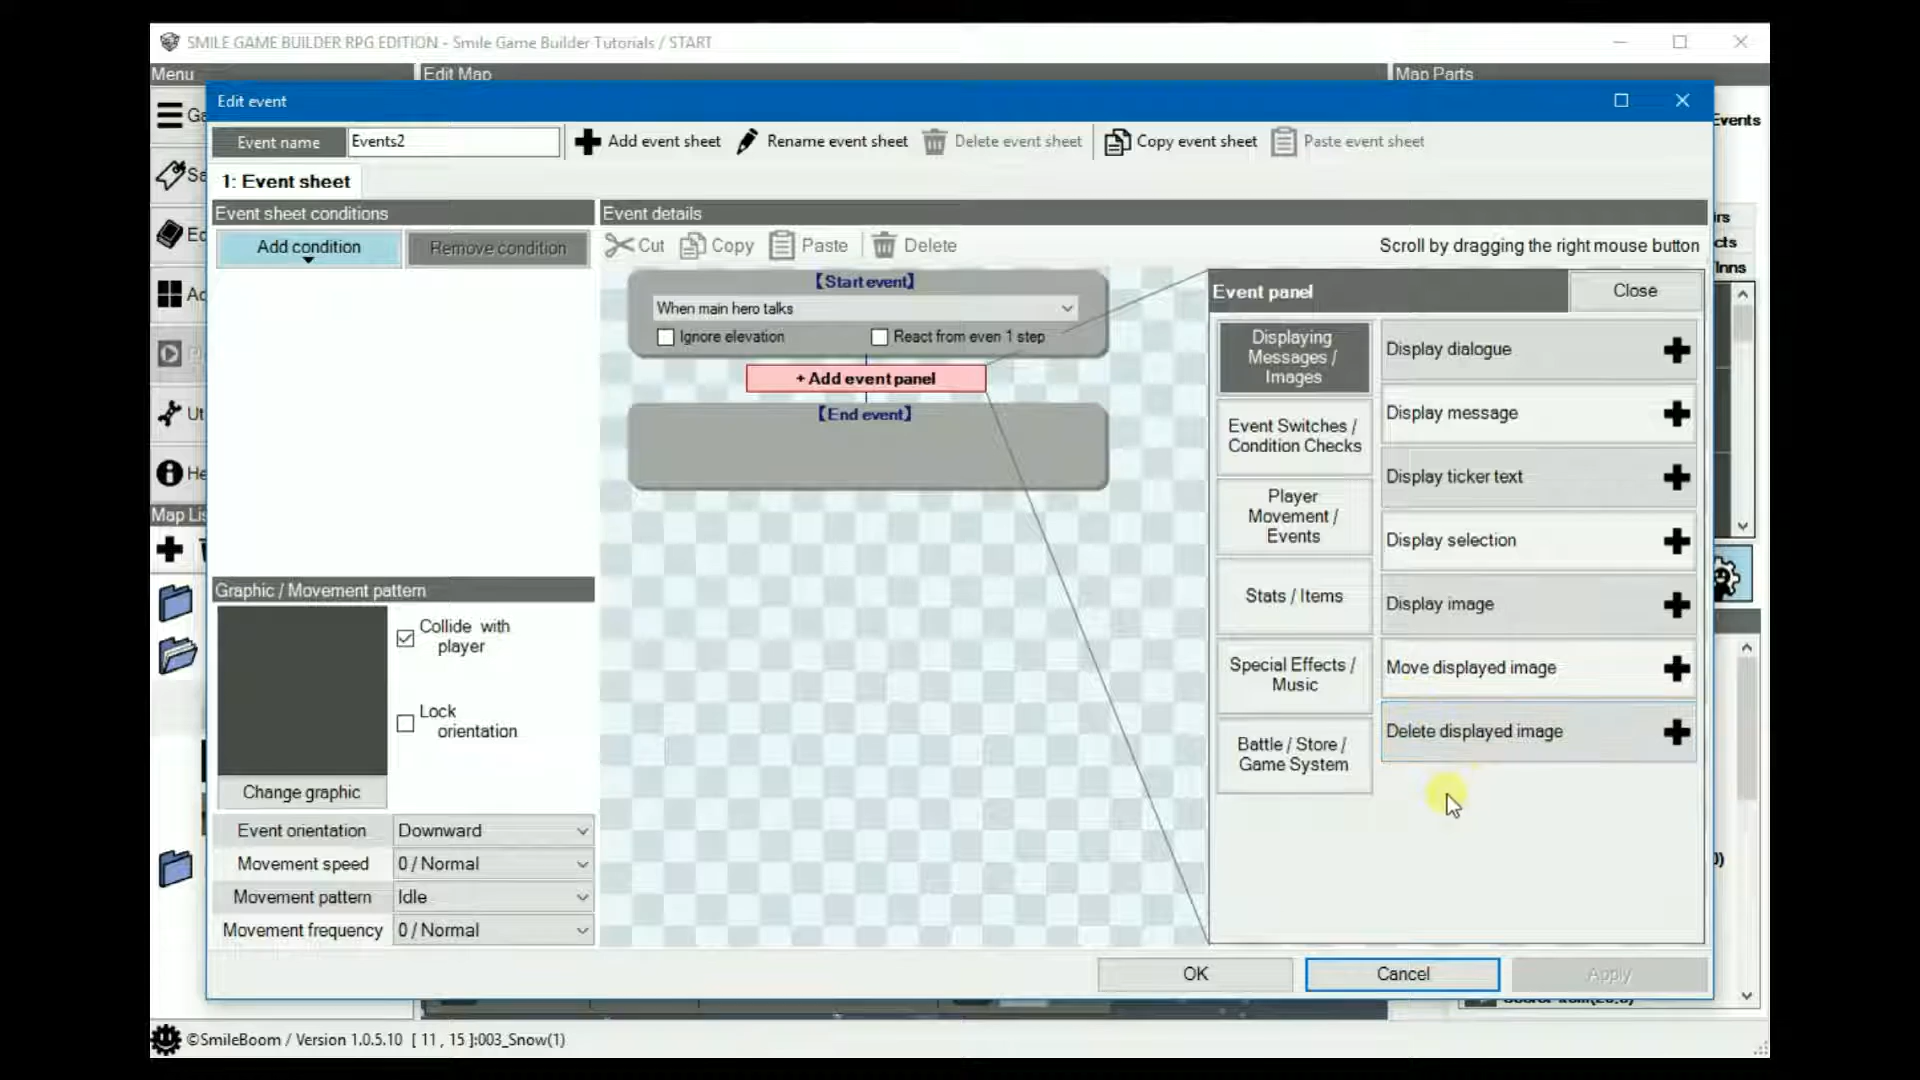 SMILE GAME BUILDER RPG EDITION - Smile Game Builder Tutorials / START
Menu
Edit Map
Map Parts
Edit event
Event name
Events2
Add event sheet
Rename event sheet
Delete event sheet
Copy event sheet
Paste event sheet
Events
1: Event sheet
Event sheet conditions
Event details
Add condition
Remove condition
Cut
Copy
Paste
Delete
Scroll by dragging the right mouse button
【Start event】
When main hero talks
Ignore elevation
React from even 1 step
+ Add event panel
【End event】
Event panel
Close
Displaying
Messages /
Images
Event Switches /
Condition Checks
Player
Movement /
Events
Stats / Items
Special Effects /
Music
Battle / Store /
Game System
Display dialogue
Display message
Display ticker text
Display selection
Display image
Move displayed image
Delete displayed image
Map Lis
Graphic / Movement pattern
Collide with
player
Lock
orientation
Change graphic
Event orientation
Downward
Movement speed
0 / Normal
Movement pattern
Idle
Movement frequency
0 / Normal
OK
Cancel
Apply
©SmileBoom / Version 1.0.5.10 [ 11 , 15 ]:003_Snow(1)